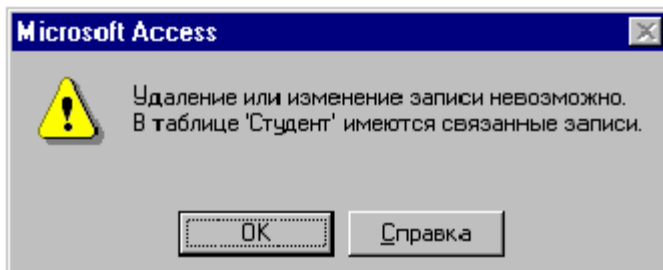 Microsoft Access
Удаление или изменение записи невозможно.
В таблице 'Студент' имеются связанные записи.
OK
Справка